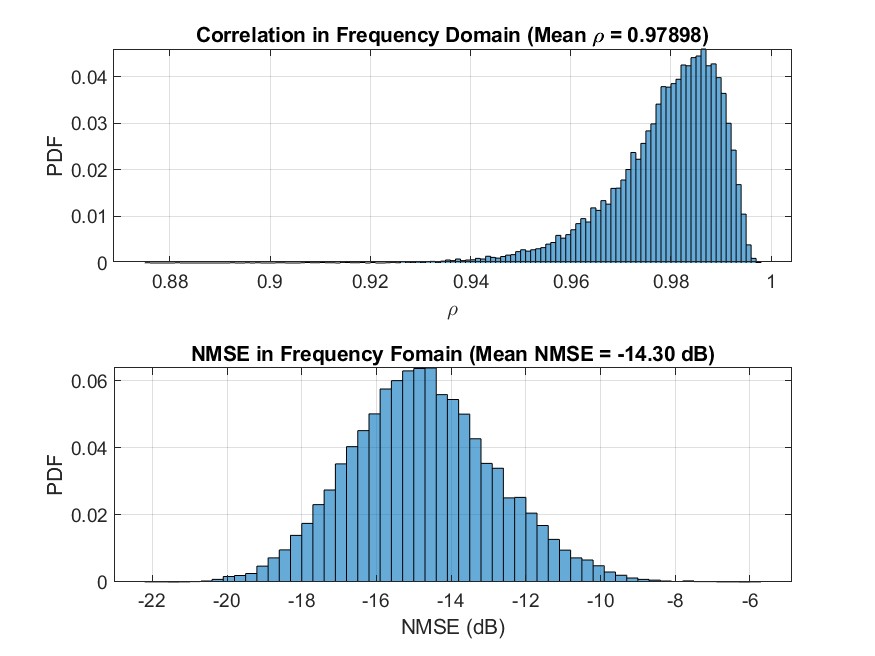 Correlation in Frequency Domain (Mean ρ = 0.97898)
PDF
0.04
0.03
0.02
0.01
0
0.88 0.9 0.92 0.94 0.96 0.98 1
ρ
NMSE in Frequency Fomain (Mean NMSE = -14.30 dB)
PDF
0.06
0.04
0.02
0
-22 -20 -18 -16 -14 -12 -10 -8 -6
NMSE (dB)